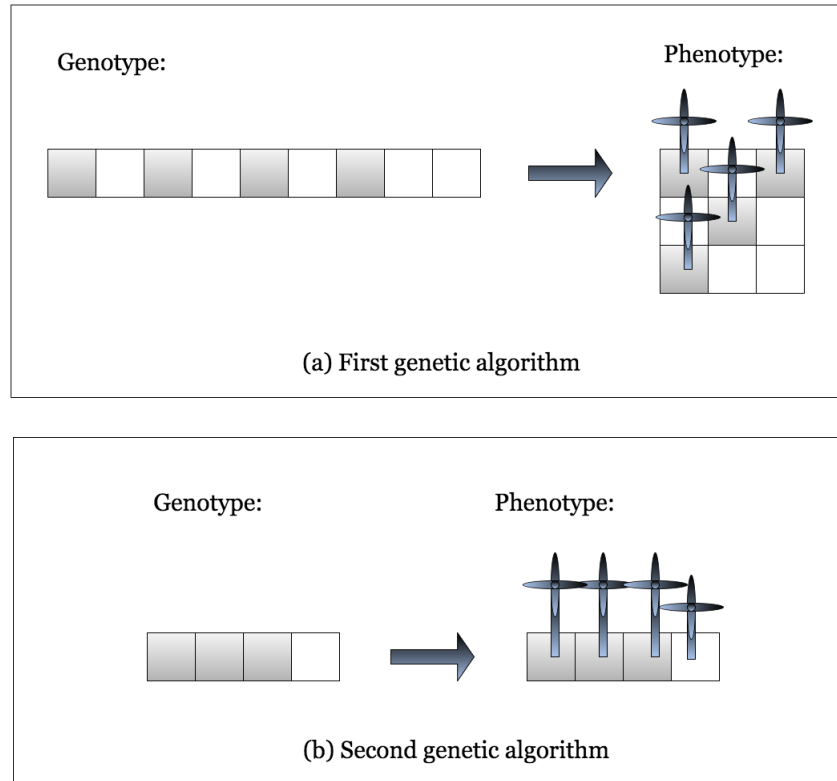 Genotype:
Phenotype:
(a) First genetic algorithm
Genotype:
Phenotype:
(b) Second genetic algorithm